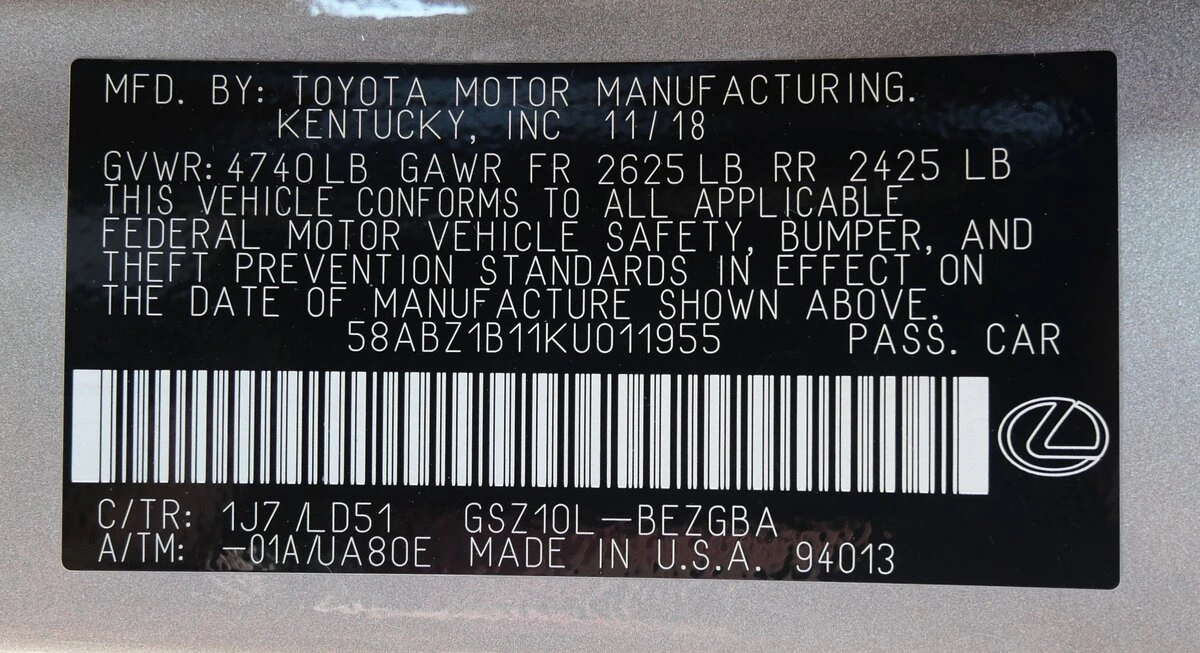 MFD. BY: TOYOTA MOTOR MANUFACTURING.
KENTUCKY, INC 11/18
GVWR: 4740LB GAWR FR 2625LB RR 2425 LB
THIS VEHICLE CONFORMS TO ALL APPLICABLE
FEDERAL MOTOR VEHICLE SAFETY, BUMPER, AND
THEFT PREVENTION STANDARDS IN EFFECT ON
THE DATE OF MANUFACTURE SHOWN ABOVE.
58ABZ1B11KU011955 PASS. CAR
C/TR: 1J7 /LD51 GSZ10L-BEZGBA
A/TM: -01A/UA80E MADE IN U.S.A. 94013